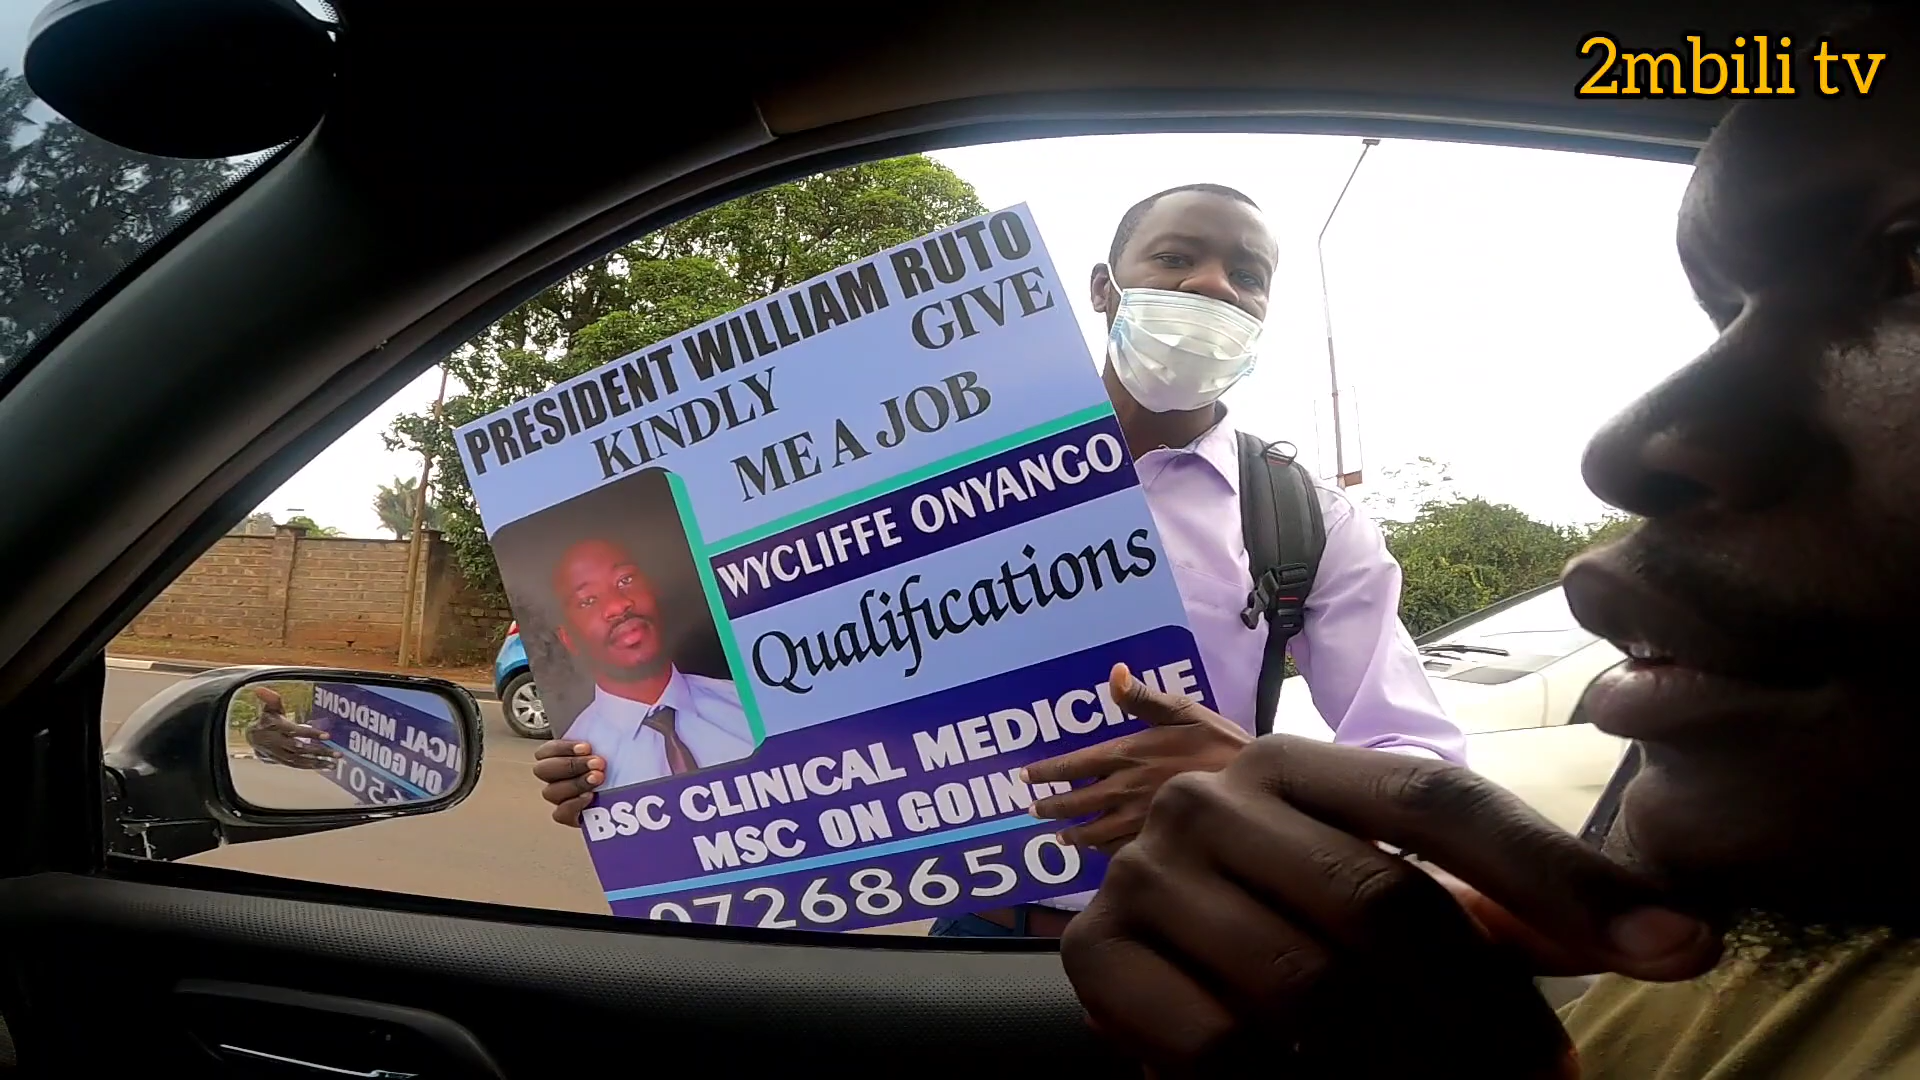 2mbili tv
PRESIDENT WILLIAM RUTO
KINDLY GIVE
ME A JOB
WYCLIFFE ONYANGO
Qualifications
BSC CLINICAL MEDICINE
MSC ON GOING
07268650